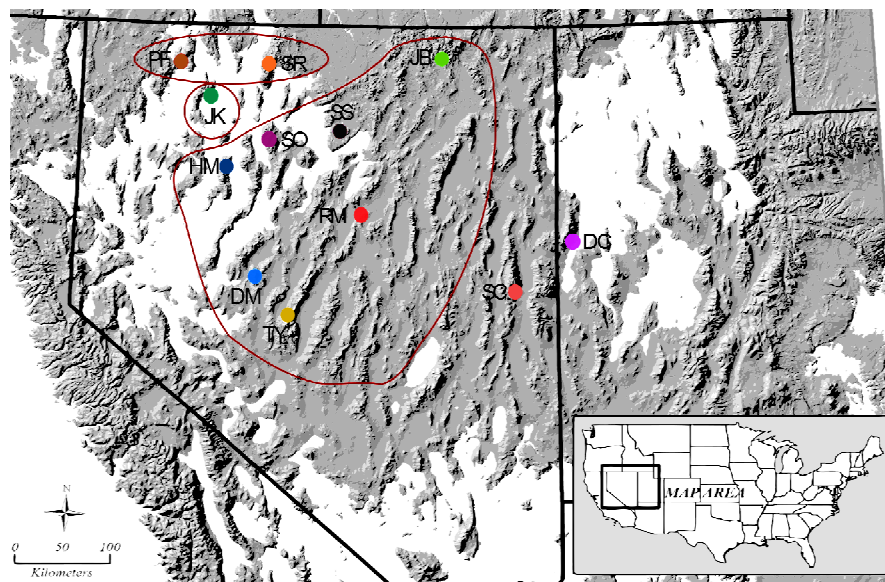 PF
SR
JB
JK
SS
SO
HM
RM
DC
SC
DM
TY
N
0 50 100
Kilometers
MAP AREA